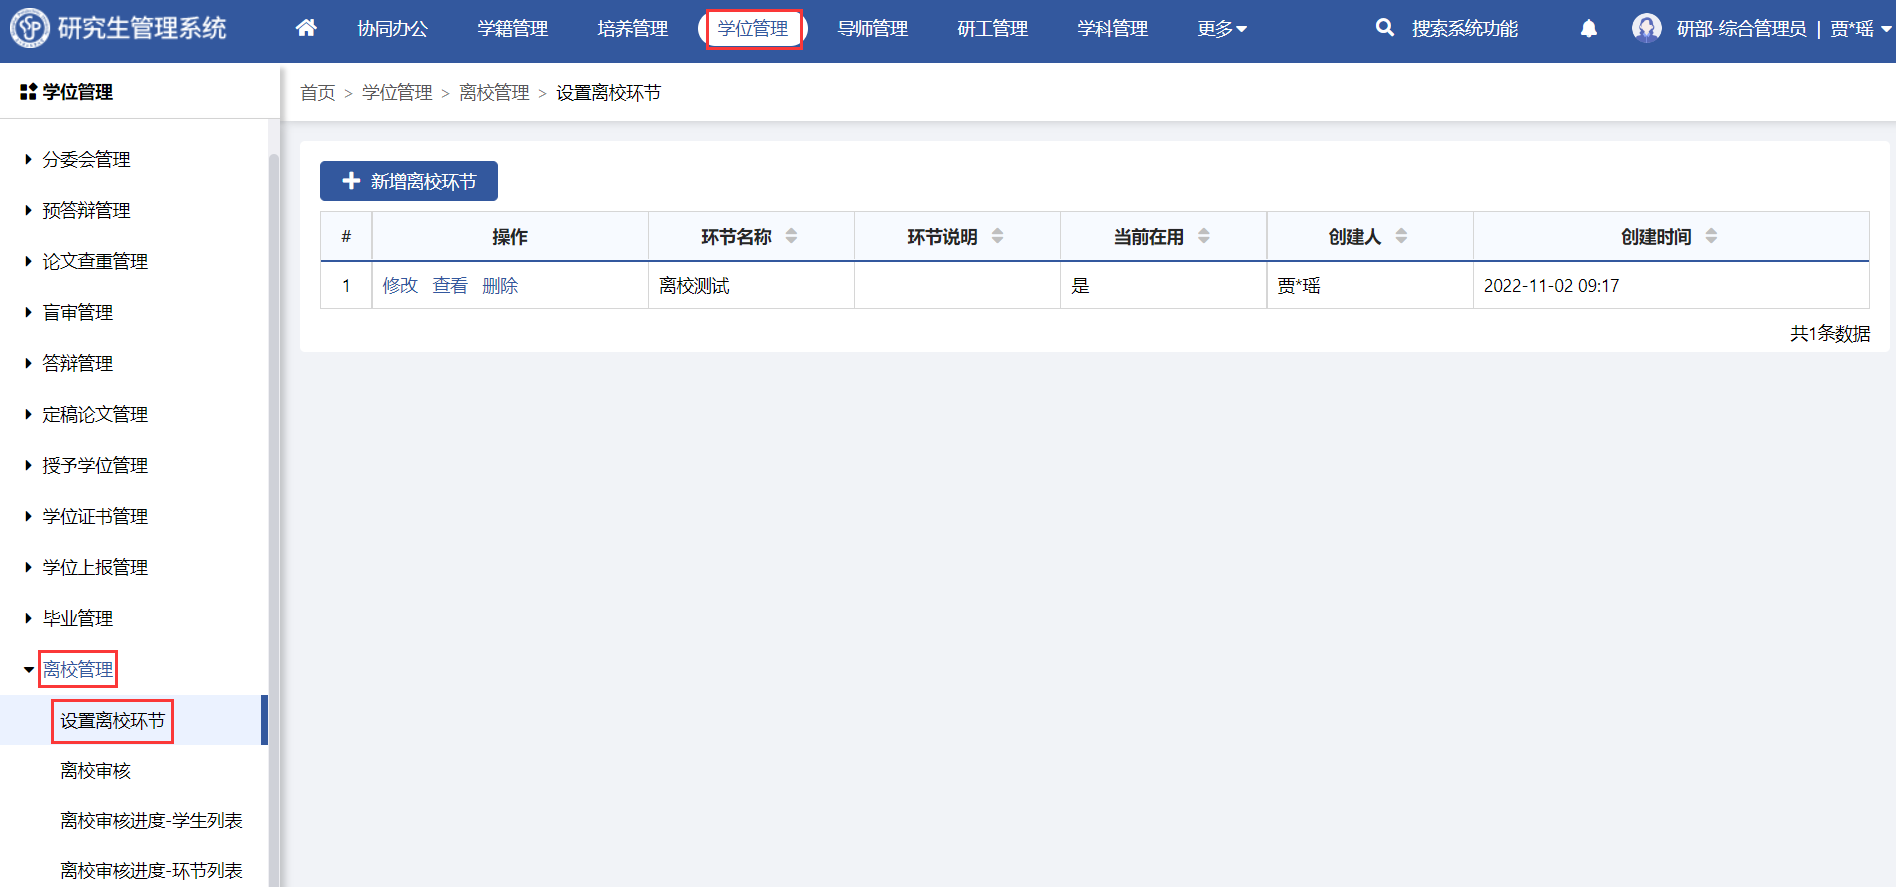 研究生管理系统
协同办公 学籍管理 培养管理 学位管理 导师管理 研工管理 学科管理 更多 搜索系统功能 研部-综合管理员 | 贾*瑶
学位管理
首页 > 学位管理 > 离校管理 > 设置离校环节
分委会管理
预答辩管理
论文查重管理
盲审管理
答辩管理
定稿论文管理
授予学位管理
学位证书管理
学位上报管理
毕业管理
离校管理
设置离校环节
离校审核
离校审核进度-学生列表
离校审核进度-环节列表
新增离校环节
# 操作 环节名称 环节说明 当前在用 创建人 创建时间
1 修改 查看 删除 离校测试 是 贾*瑶 2022-11-02 09:17
共1条数据